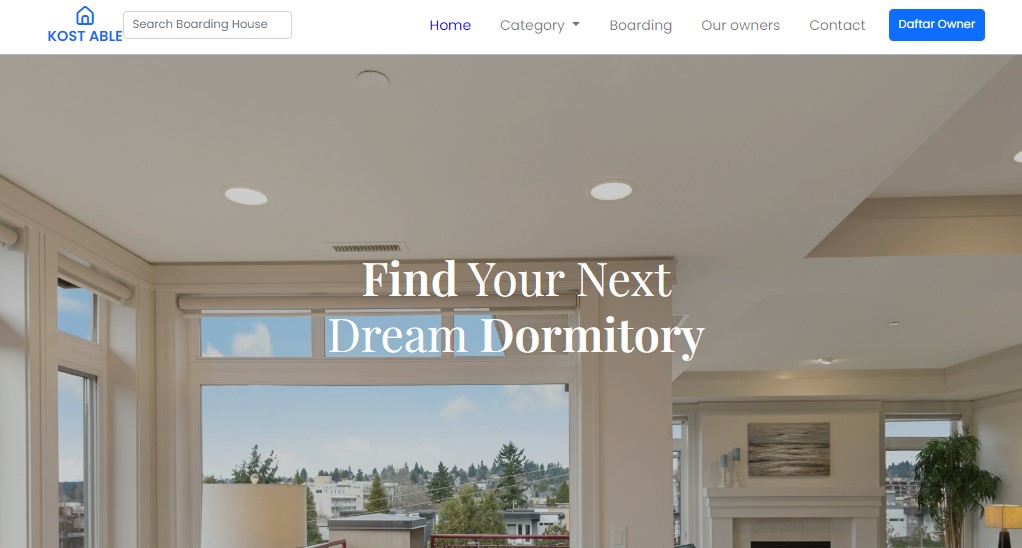 KOST ABLE
Search Boarding House
Home
Category
Boarding
Our owners
Contact
Daftar Owner
Find Your Next
Dream Dormitory